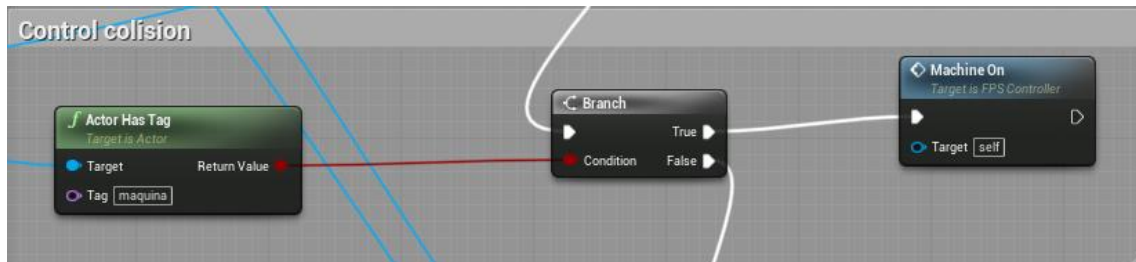 Control colision
Actor Has Tag
Target is Actor
Target
Return Value
Tag maquina
Branch
True
Condition
False
Machine On
Target is FPS Controller
Target self